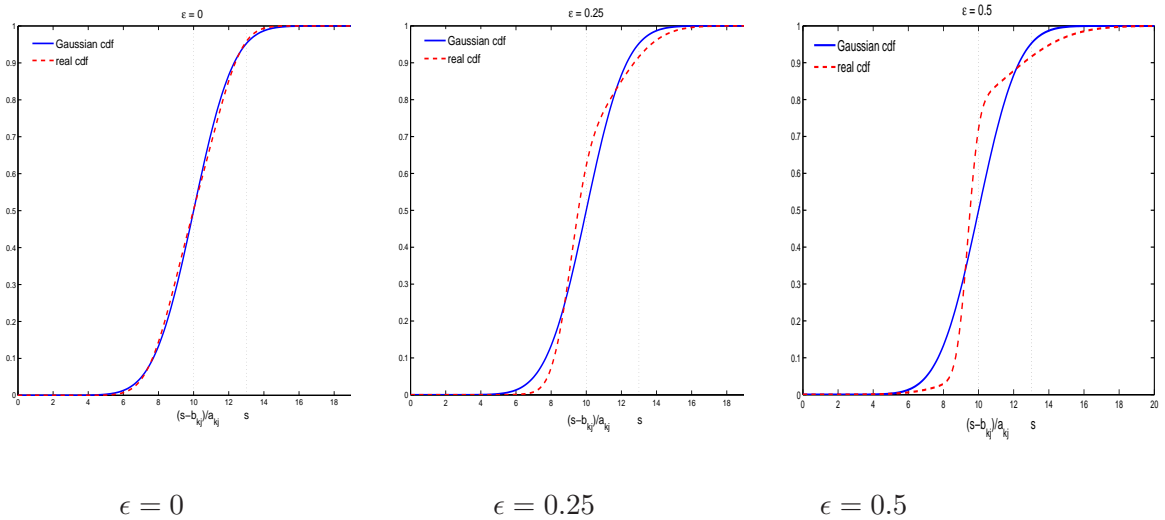 ε = 0
1
0.9
0.8
0.7
0.6
0.5
0.4
0.3
0.2
0.1
0
Gaussian cdf
real cdf
0 2 4 6 8 10 12 14 16 18
(s−b_kj)/a_kj s
ε = 0.25
1
0.9
0.8
0.7
0.6
0.5
0.4
0.3
0.2
0.1
0
Gaussian cdf
real cdf
0 2 4 6 8 10 12 14 16 18
(s−b_kj)/a_kj s
ε = 0.5
1
0.9
0.8
0.7
0.6
0.5
0.4
0.3
0.2
0.1
0
Gaussian cdf
real cdf
0 2 4 6 8 10 12 14 16 18 20
(s−b_kj)/a_kj s
ϵ = 0 ϵ = 0.25 ϵ = 0.5